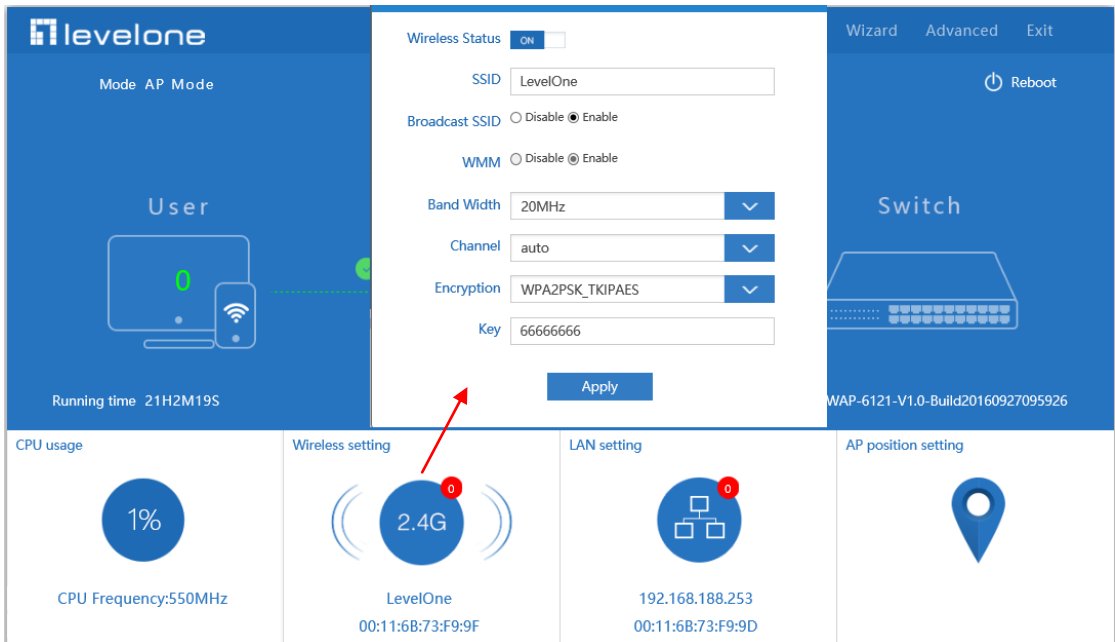 levelone
Wizard Advanced Exit
Mode AP Mode
Reboot
Wireless Status ON
SSID LevelOne
Broadcast SSID Disable Enable
WMM Disable Enable
Band Width 20MHz
Channel auto
Encryption WPA2PSK_TKIPAES
Key 66666666
Apply
User
0
Switch
Running time 21H2M19S
WAP-6121-V1.0-Build20160927095926
CPU usage
1%
CPU Frequency:550MHz
Wireless setting
0
2.4G
LevelOne
00:11:6B:73:F9:9F
LAN setting
0
192.168.188.253
00:11:6B:73:F9:9D
AP position setting